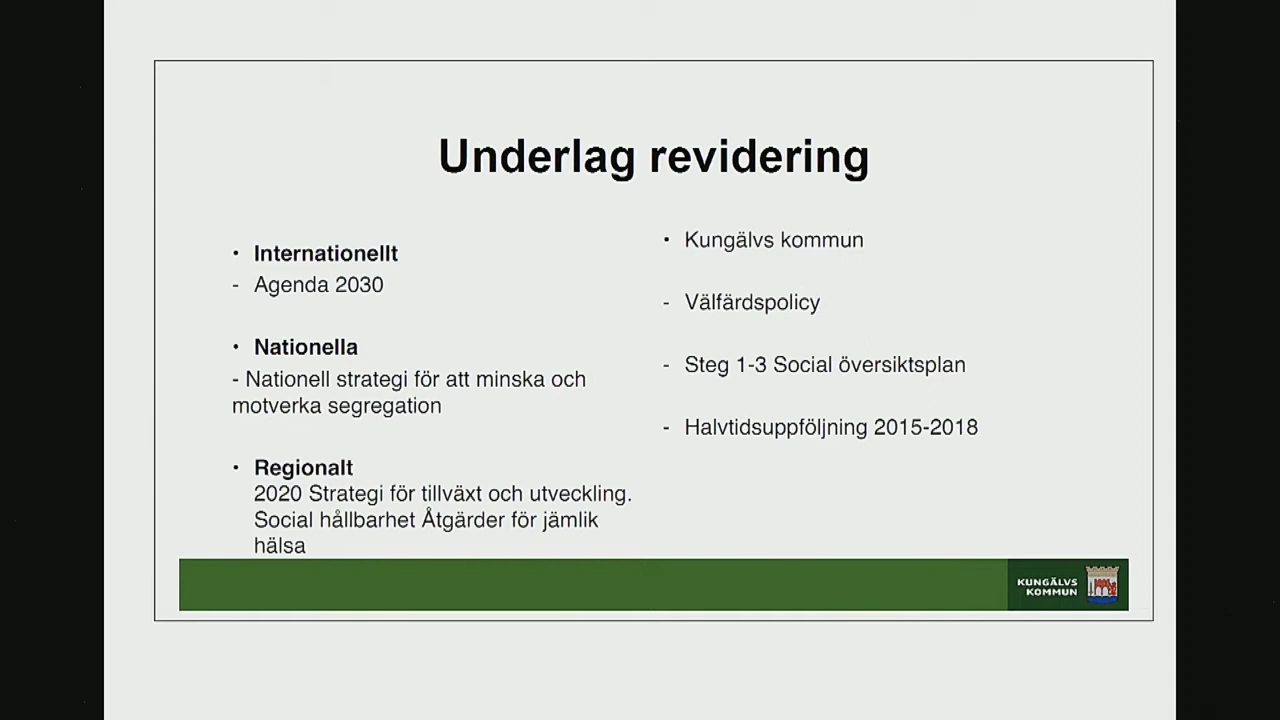 Underlag revidering
• Internationellt
- Agenda 2030
• Nationella
- Nationell strategi för att minska och
motverka segregation
• Regionalt
2020 Strategi för tillväxt och utveckling.
Social hållbarhet Åtgärder för jämlik
hälsa
• Kungälvs kommun
- Välfärdspolicy
- Steg 1-3 Social översiktsplan
- Halvtidsuppföljning 2015-2018
KUNGÄLVS
KOMMUN